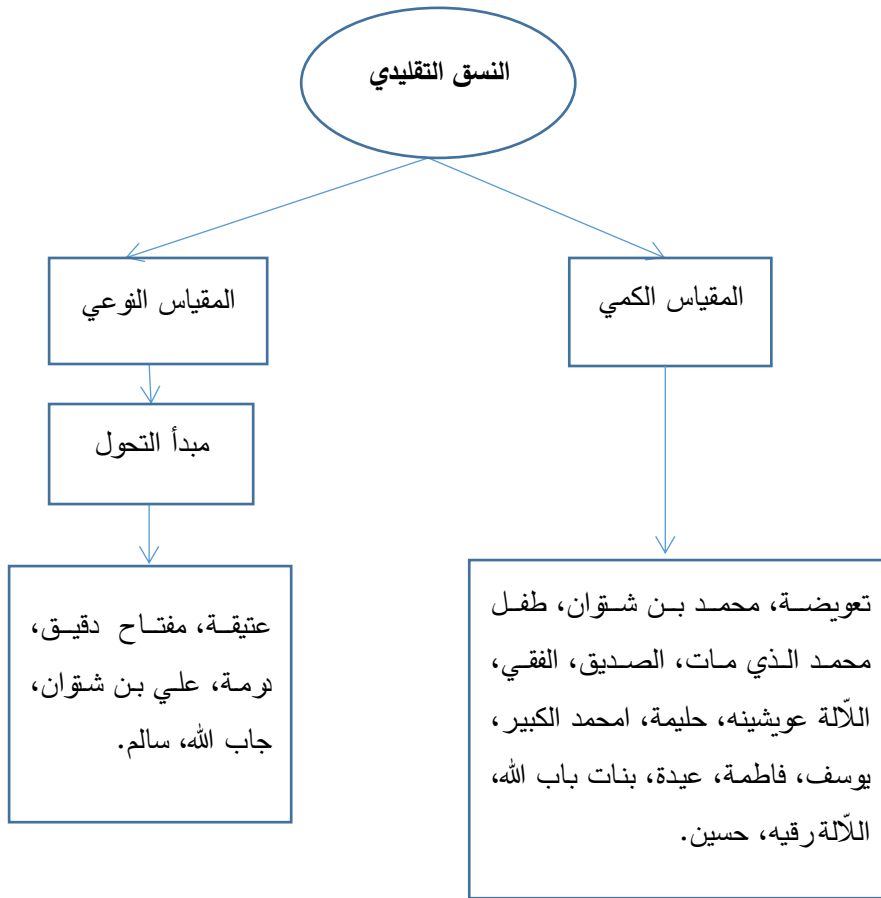 النسق التقليدي
المقياس الكمي
المقياس النوعي
مبدأ التحول
تعويضة، محمد بن شتوان، طفل
محمد الذي مات، الصديق، الفقي،
اللّالة عويشينه، حليمة، امحمد الكبير،
يوسف، فاطمة، عيدة، بنات باب الله،
اللّالة رقيه، حسين.
عتيقة، مفتاح دقيق،
درمة، علي بن شتوان،
جاب الله، سالم.